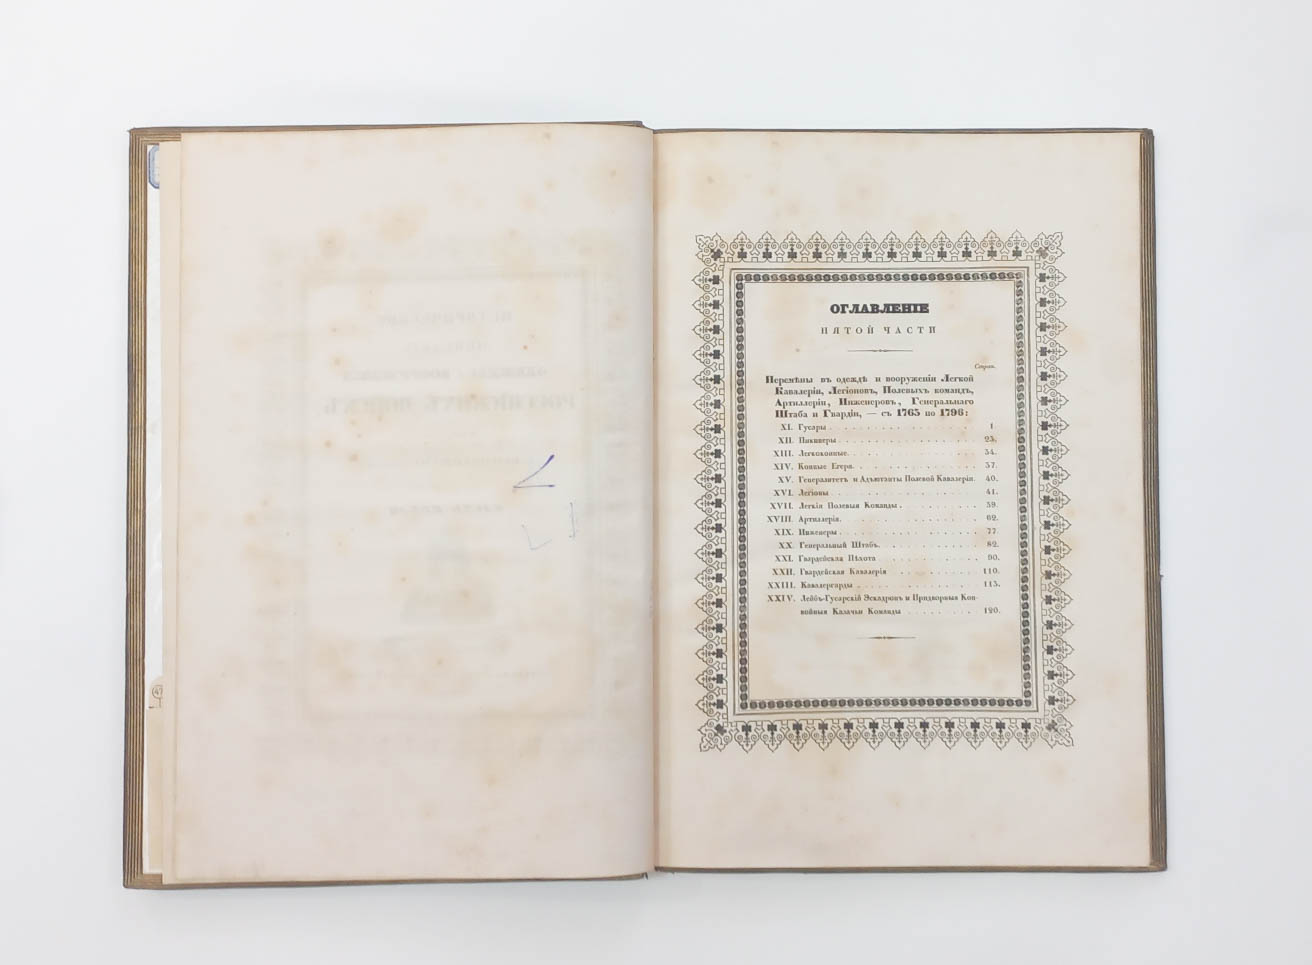 ОГЛАВЛЕНІЕ
ПЯТОЙ ЧАСТИ
Стран.
Перемѣны въ одеждѣ и вооруженіи Легкой
Кавалеріи, Легіоновъ, Полевыхъ командъ,
Артиллеріи, Инженеровъ, Генеральнаго
Штаба и Гвардіи, — съ 1763 по 1796:
XI. Гусары 1.
XII. Пикинеры 23.
XIII. Легкоконные. 34.
XIV. Конные Егери. 37.
XV. Генералитетъ и Адъютанты Полевой Кавалеріи. 40.
XVI. Легіоны 41.
XVII. Легкія Полевыя Команды 59.
XVIII. Артиллерія. 62.
XIX. Инженеры 77.
XX. Генеральный Штабъ. 82.
XXI. Гвардейская Пѣхота 90.
XXII. Гвардейская Кавалерія 110.
XXIII. Кавалергарды 113.
XXIV. Лейбъ-Гусарскій Эскадронъ и Придворныя Кон-
войныя Казачьи Команды 120.